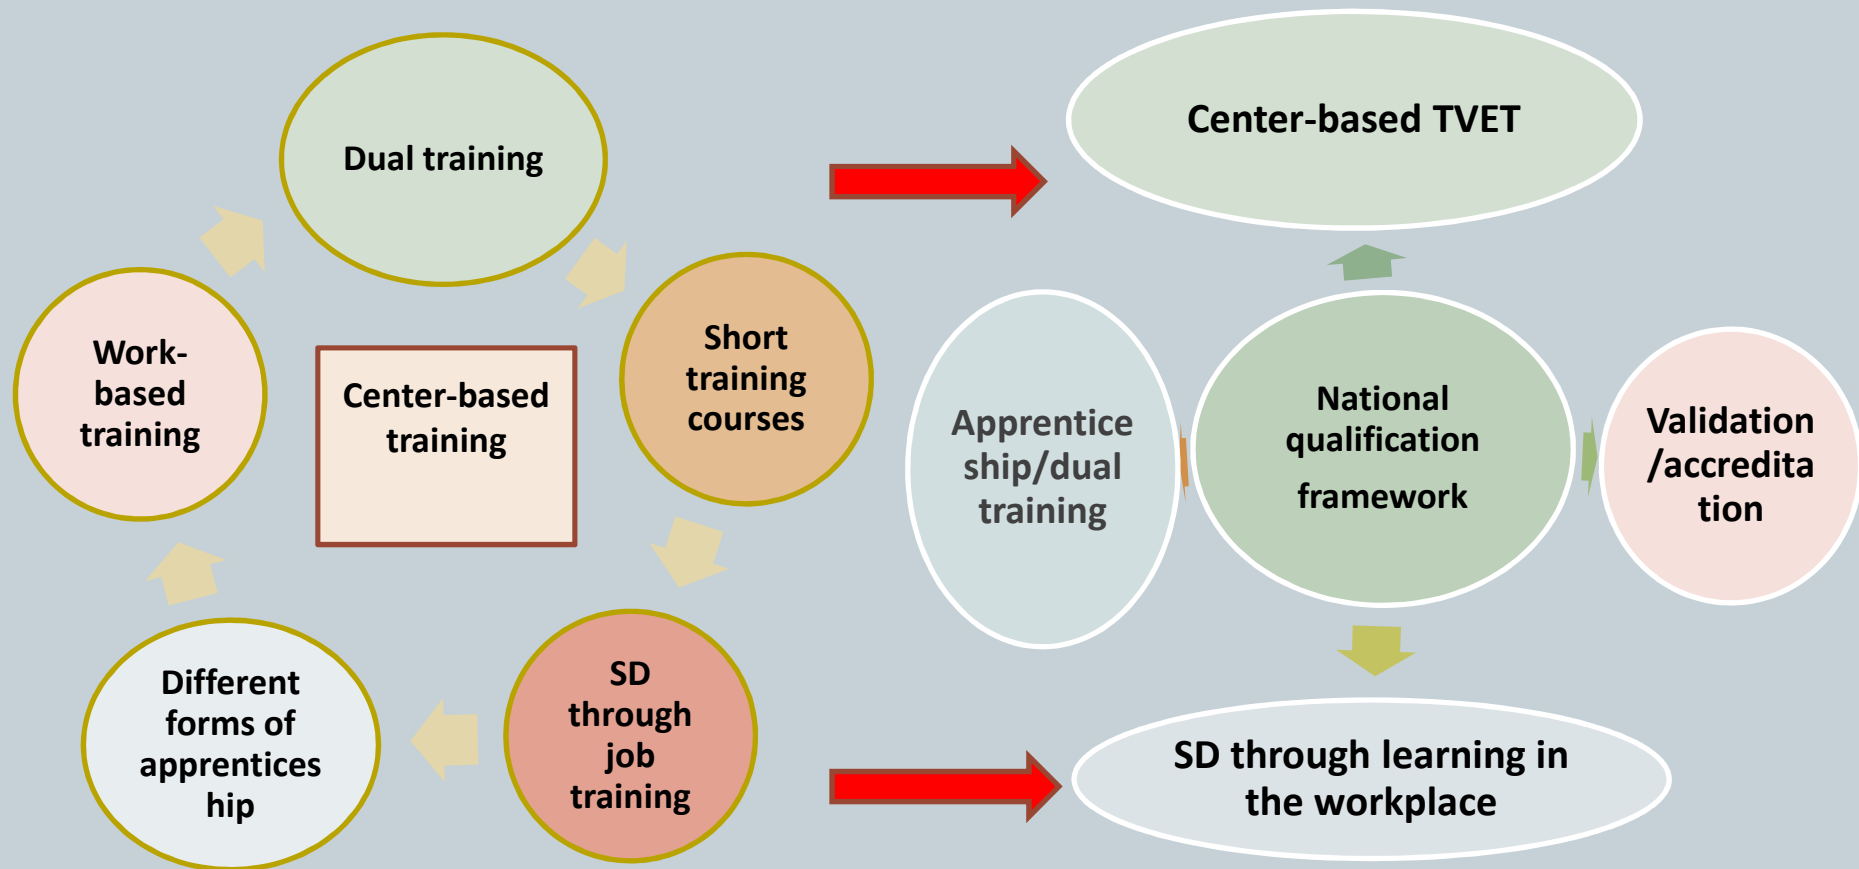 Dual training
Center-based TVET
Work-
based
training
Center-based
training
Short
training
courses
Apprentice
ship/dual
training
National
qualification
framework
Validation
/accredita
tion
Different
forms of
apprentices
hip
SD
through
job
training
SD through learning in
the workplace